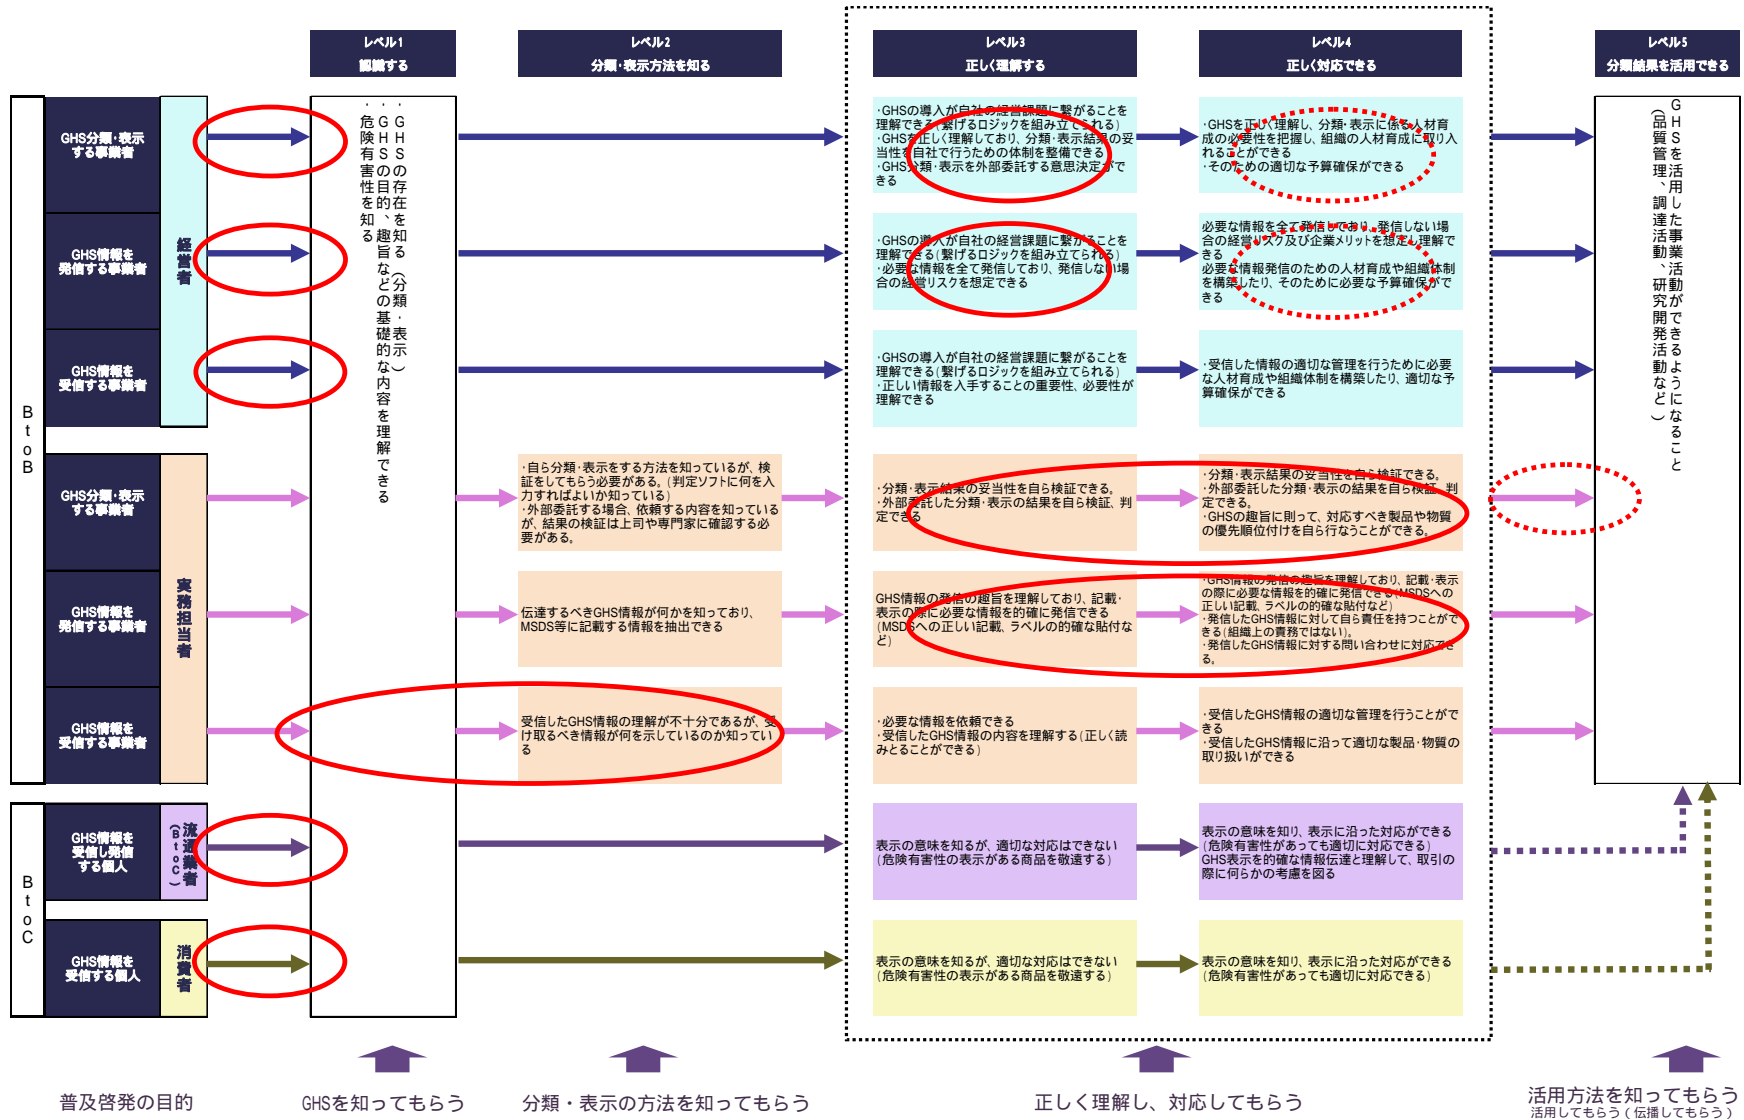 レベル1
認識する
レベル2
分類・表示方法を知る
レベル3
正しく理解する
レベル4
正しく対応できる
レベル5
分類結果を活用できる
BtoB
経営者
GHS分類・表示
する事業者
GHS情報を
発信する事業者
GHS情報を
受信する事業者
・GHSの存在を知る(分類・表示)
・GHSの目的、趣旨などの基礎的な内容を理解できる
・危険有害性を知る
・GHSの導入が自社の経営課題に繋がることを
理解できる(繋げるロジックを組み立てられる)
・GHSを正しく理解しており、分類・表示結果の妥
当性を自社で行うための体制を整備できる
・GHS分類・表示を外部委託する意思決定がで
きる
・GHSを正しく理解し、分類・表示に係る人材育
成の必要性を把握し、組織の人材育成に取り入
れることができる
・そのための適切な予算確保ができる
・GHSの導入が自社の経営課題に繋がることを
理解できる(繋げるロジックを組み立てられる)
・必要な情報を全て発信しており、発信しない場
合の経営リスクを想定できる
必要な情報を全て発信しており、発信しない場
合の経営リスク及び企業メリットを想定し理解で
きる
必要な情報発信のための人材育成や組織体制
を構築したり、そのために必要な予算確保がで
きる
・GHSの導入が自社の経営課題に繋がることを
理解できる(繋げるロジックを組み立てられる)
・正しい情報を入手することの重要性、必要性が
理解できる
・受信した情報の適切な管理を行うために必要
な人材育成や組織体制を構築したり、適切な予
算確保ができる
GHSを活用した事業活動ができるようになること
(品質管理、調達活動、研究開発活動など)
実務担当者
GHS分類・表示
する事業者
GHS情報を
発信する事業者
GHS情報を
受信する事業者
・自ら分類・表示をする方法を知っているが、検
証をしてもらう必要がある。(判定ソフトに何を入
力すればよいか知っている)
・外部委託する場合、依頼する内容を知っている
が、結果の検証は上司や専門家に確認する必
要がある。
・分類・表示結果の妥当性を自ら検証できる。
・外部委託した分類・表示の結果を自ら検証、判
定できる
・分類・表示結果の妥当性を自ら検証できる。
・外部委託した分類・表示の結果を自ら検証、判
定できる。
・GHSの趣旨に則って、対応すべき製品や物質
の優先順位付けを自ら行なうことができる。
伝達するべきGHS情報が何かを知っており、
MSDS等に記載する情報を抽出できる
GHS情報の発信の趣旨を理解しており、記載・
表示の際に必要な情報を的確に発信できる
(MSDSへの正しい記載、ラベルの的確な貼付な
ど)
・GHS情報の発信の趣旨を理解しており、記載・表示
の際に必要な情報を的確に発信できる(MSDSへの
正しい記載、ラベルの的確な貼付など)
・発信したGHS情報に対して自ら責任を持つことがで
きる(組織上の責務ではない)。
・発信したGHS情報に対する問い合わせに対応でき
る。
受信したGHS情報の理解が不十分であるが、受
け取るべき情報が何を示しているのか知ってい
る
・必要な情報を依頼できる
・受信したGHS情報の内容を理解する(正しく読
みとることができる)
・受信したGHS情報の適切な管理を行うことがで
きる
・受信したGHS情報に沿って適切な製品・物質の
取り扱いができる
BtoC
GHS情報を
受信し発信
する個人
流通業者
(BtoC)
表示の意味を知るが、適切な対応はできない
(危険有害性の表示がある商品を敬遠する)
表示の意味を知り、表示に沿った対応ができる
(危険有害性があっても適切に対応できる)
GHS表示を的確な情報伝達と理解して、取引の
際に何らかの考慮を図る
GHS情報を
受信する個人
消費者
表示の意味を知るが、適切な対応はできない
(危険有害性の表示がある商品を敬遠する)
表示の意味を知り、表示に沿った対応ができる
(危険有害性があっても適切に対応できる)
普及啓発の目的
GHSを知ってもらう
分類・表示の方法を知ってもらう
正しく理解し、対応してもらう
活用方法を知ってもらう
活用してもらう(伝播してもらう)